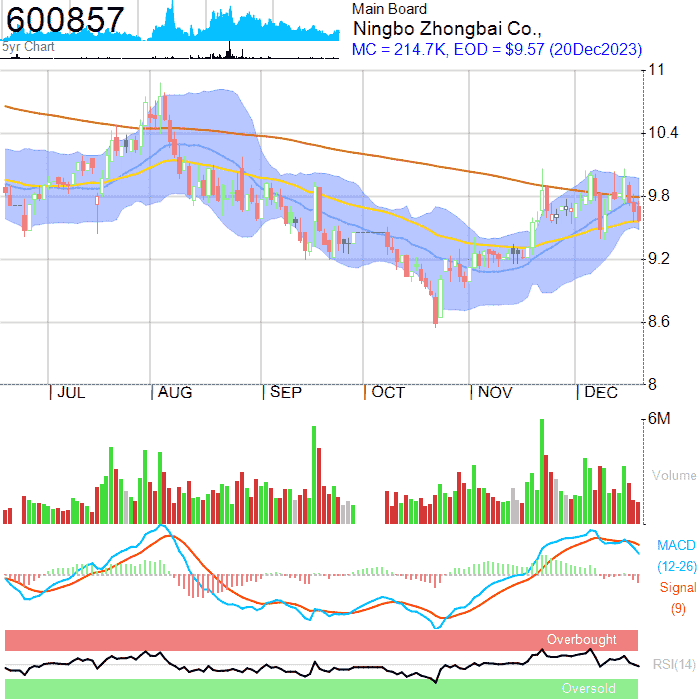 600857
5yr Chart
Main Board
Ningbo Zhongbai Co.,
MC = 214.7K, EOD = $9.57 (20Dec2023)
11
10.4
9.8
9.2
8.6
8
JUL
AUG
SEP
OCT
NOV
DEC
6M
Volume
MACD
(12-26)
Signal
(9)
Overbought
RSI(14)
Oversold